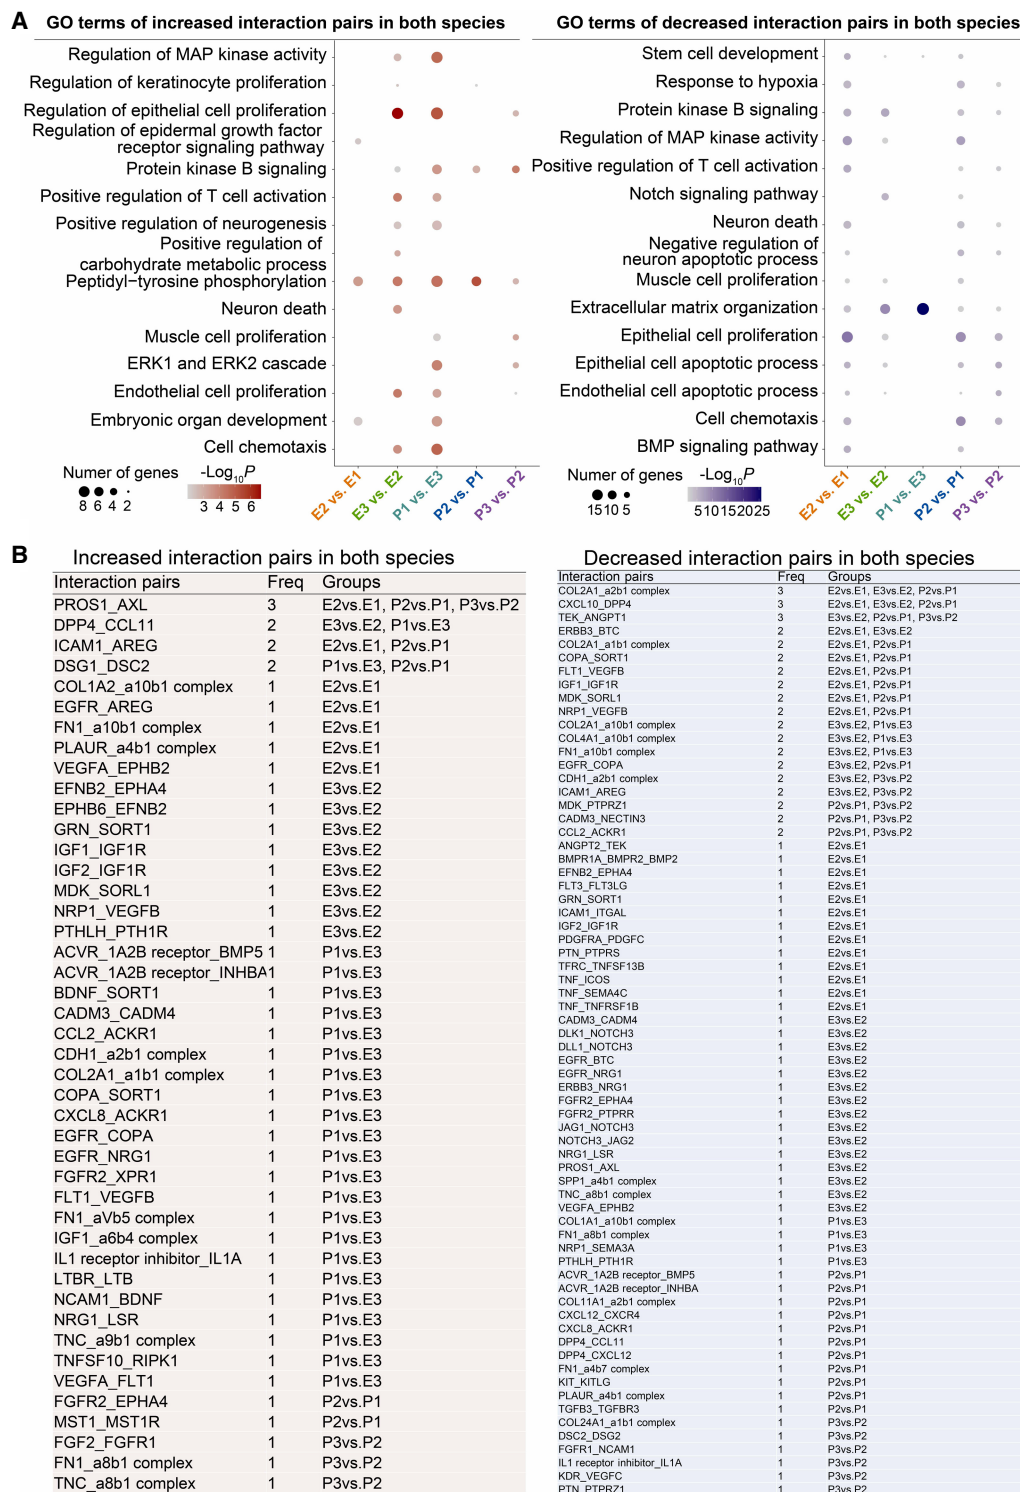 A
GO terms of increased interaction pairs in both species
Regulation of MAP kinase activity
Regulation of keratinocyte proliferation
Regulation of epithelial cell proliferation
Regulation of epidermal growth factor
receptor signaling pathway
Protein kinase B signaling
Positive regulation of T cell activation
Positive regulation of neurogenesis
Positive regulation of
carbohydrate metabolic process
Peptidyl−tyrosine phosphorylation
Neuron death
Muscle cell proliferation
ERK1 and ERK2 cascade
Endothelial cell proliferation
Embryonic organ development
Cell chemotaxis
Numer of genes
8 6 4 2
-Log10P
3 4 5 6
E2 vs. E1
E3 vs. E2
P1 vs. E3
P2 vs. P1
P3 vs. P2
GO terms of decreased interaction pairs in both species
Stem cell development
Response to hypoxia
Protein kinase B signaling
Regulation of MAP kinase activity
Positive regulation of T cell activation
Notch signaling pathway
Neuron death
Negative regulation of
neuron apoptotic process
Muscle cell proliferation
Extracellular matrix organization
Epithelial cell proliferation
Epithelial cell apoptotic process
Endothelial cell apoptotic process
Cell chemotaxis
BMP signaling pathway
Numer of genes
15 10 5
-Log10P
5 10 15 20 25
E2 vs. E1
E3 vs. E2
P1 vs. E3
P2 vs. P1
P3 vs. P2
B
Increased interaction pairs in both species
Interaction pairs Freq Groups
PROS1_AXL 3 E2vs.E1, P2vs.P1, P3vs.P2
DPP4_CCL11 2 E3vs.E2, P1vs.E3
ICAM1_AREG 2 E2vs.E1, P2vs.P1
DSG1_DSC2 2 P1vs.E3, P2vs.P1
COL1A2_a10b1 complex 1 E2vs.E1
EGFR_AREG 1 E2vs.E1
FN1_a10b1 complex 1 E2vs.E1
PLAUR_a4b1 complex 1 E2vs.E1
VEGFA_EPHB2 1 E2vs.E1
EFNB2_EPHA4 1 E3vs.E2
EPHB6_EFNB2 1 E3vs.E2
GRN_SORT1 1 E3vs.E2
IGF1_IGF1R 1 E3vs.E2
IGF2_IGF1R 1 E3vs.E2
MDK_SORL1 1 E3vs.E2
NRP1_VEGFB 1 E3vs.E2
PTHLH_PTH1R 1 E3vs.E2
ACVR_1A2B receptor_BMP5 1 P1vs.E3
ACVR_1A2B receptor_INHBA 1 P1vs.E3
BDNF_SORT1 1 P1vs.E3
CADM3_CADM4 1 P1vs.E3
CCL2_ACKR1 1 P1vs.E3
CDH1_a2b1 complex 1 P1vs.E3
COL2A1_a1b1 complex 1 P1vs.E3
COPA_SORT1 1 P1vs.E3
CXCL8_ACKR1 1 P1vs.E3
EGFR_COPA 1 P1vs.E3
EGFR_NRG1 1 P1vs.E3
FGFR2_XPR1 1 P1vs.E3
FLT1_VEGFB 1 P1vs.E3
FN1_aVb5 complex 1 P1vs.E3
IGF1_a6b4 complex 1 P1vs.E3
IL1 receptor inhibitor_IL1A 1 P1vs.E3
LTBR_LTB 1 P1vs.E3
NCAM1_BDNF 1 P1vs.E3
NRG1_LSR 1 P1vs.E3
TNC_a9b1 complex 1 P1vs.E3
TNFSF10_RIPK1 1 P1vs.E3
VEGFA_FLT1 1 P1vs.E3
FGFR2_EPHA4 1 P2vs.P1
MST1_MST1R 1 P2vs.P1
FGF2_FGFR1 1 P3vs.P2
FN1_a8b1 complex 1 P3vs.P2
TNC_a8b1 complex 1 P3vs.P2
Decreased interaction pairs in both species
Interaction pairs Freq Groups
COL2A1_a2b1 complex 3 E2vs.E1, E3vs.E2, P2vs.P1
CXCL10_DPP4 3 E2vs.E1, E3vs.E2, P2vs.P1
TEK_ANGPT1 3 E3vs.E2, P2vs.P1, P3vs.P2
ERBB3_BTC 2 E2vs.E1, E3vs.E2
COL2A1_a1b1 complex 2 E2vs.E1, P2vs.P1
COPA_SORT1 2 E2vs.E1, P2vs.P1
FLT1_VEGFB 2 E2vs.E1, P2vs.P1
IGF1_IGF1R 2 E2vs.E1, P2vs.P1
MDK_SORL1 2 E2vs.E1, P2vs.P1
NRP1_VEGFB 2 E2vs.E1, P2vs.P1
COL2A1_a10b1 complex 2 E3vs.E2, P1vs.E3
COL4A1_a10b1 complex 2 E3vs.E2, P1vs.E3
FN1_a10b1 complex 2 E3vs.E2, P1vs.E3
EGFR_COPA 2 E3vs.E2, P2vs.P1
CDH1_a2b1 complex 2 E3vs.E2, P3vs.P2
ICAM1_AREG 2 E3vs.E2, P3vs.P2
MDK_PTPRZ1 2 P2vs.P1, P3vs.P2
CADM3_NECTIN3 2 P2vs.P1, P3vs.P2
CCL2_ACKR1 2 P2vs.P1, P3vs.P2
ANGPT2_TEK 1 E2vs.E1
BMPR1A_BMPR2_BMP2 1 E2vs.E1
EFNB2_EPHA4 1 E2vs.E1
FLT3_FLT3LG 1 E2vs.E1
GRN_SORT1 1 E2vs.E1
ICAM1_ITGAL 1 E2vs.E1
IGF2_IGF1R 1 E2vs.E1
PDGFRA_PDGFC 1 E2vs.E1
PTN_PTPRS 1 E2vs.E1
TFRC_TNFSF13B 1 E2vs.E1
TNF_ICOS 1 E2vs.E1
TNF_SEMA4C 1 E2vs.E1
TNF_TNFRSF1B 1 E2vs.E1
CADM3_CADM4 1 E3vs.E2
DLK1_NOTCH3 1 E3vs.E2
DLL1_NOTCH3 1 E3vs.E2
EGFR_BTC 1 E3vs.E2
EGFR_NRG1 1 E3vs.E2
ERBB3_NRG1 1 E3vs.E2
FGFR2_EPHA4 1 E3vs.E2
FGFR2_PTPRR 1 E3vs.E2
JAG1_NOTCH3 1 E3vs.E2
NOTCH3_JAG2 1 E3vs.E2
NRG1_LSR 1 E3vs.E2
PROS1_AXL 1 E3vs.E2
SPP1_a4b1 complex 1 E3vs.E2
TNC_a8b1 complex 1 E3vs.E2
VEGFA_EPHB2 1 E3vs.E2
COL1A1_a10b1 complex 1 P1vs.E3
FN1_a8b1 complex 1 P1vs.E3
NRP1_SEMA3A 1 P1vs.E3
PTHLH_PTH1R 1 P1vs.E3
ACVR_1A2B receptor_BMP5 1 P2vs.P1
ACVR_1A2B receptor_INHBA 1 P2vs.P1
COL11A1_a2b1 complex 1 P2vs.P1
CXCL12_CXCR4 1 P2vs.P1
CXCL8_ACKR1 1 P2vs.P1
DPP4_CCL11 1 P2vs.P1
DPP4_CXCL12 1 P2vs.P1
FN1_a4b7 complex 1 P2vs.P1
KIT_KITLG 1 P2vs.P1
PLAUR_a4b1 complex 1 P2vs.P1
TGFB3_TGFBR3 1 P2vs.P1
COL24A1_a1b1 complex 1 P3vs.P2
DSC2_DSG2 1 P3vs.P2
FGFR1_NCAM1 1 P3vs.P2
IL1 receptor inhibitor_IL1A 1 P3vs.P2
KDR_VEGFC 1 P3vs.P2
PTN_PTPRZ1 1 P3vs.P2